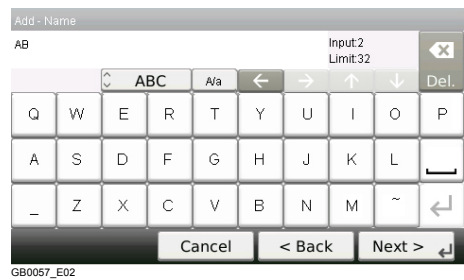 Add - Name
AB
Input:2
Limit:32
ABC A/a ← → ↑ ↓ Del.
Q W E R T Y U I O P
A S D F G H J K L
_ Z X C V B N M ~
Cancel < Back Next >
GB0057_E02